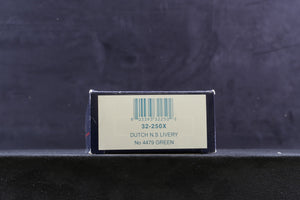 32-250X
DUTCH N.S LIVERY
No 4479 GREEN